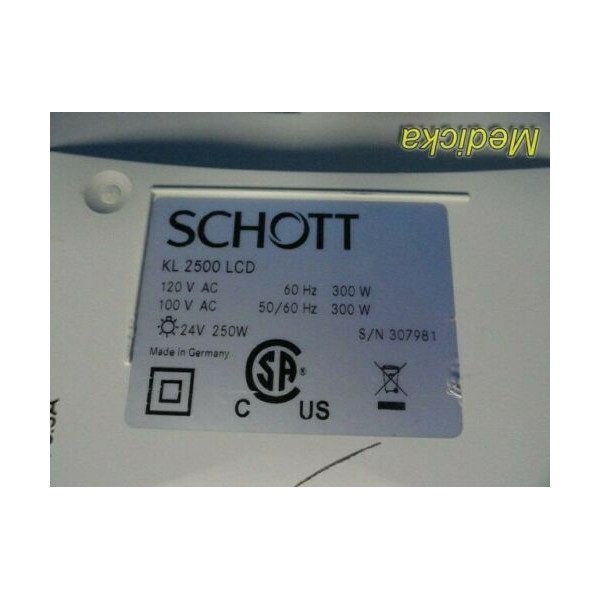 Medicka
SCHOTT
KL 2500 LCD
120 V AC 60 Hz 300 W
100 V AC 50/60 Hz 300 W
24V 250W S/N 307981
Made in Germany
CSA ®
C US